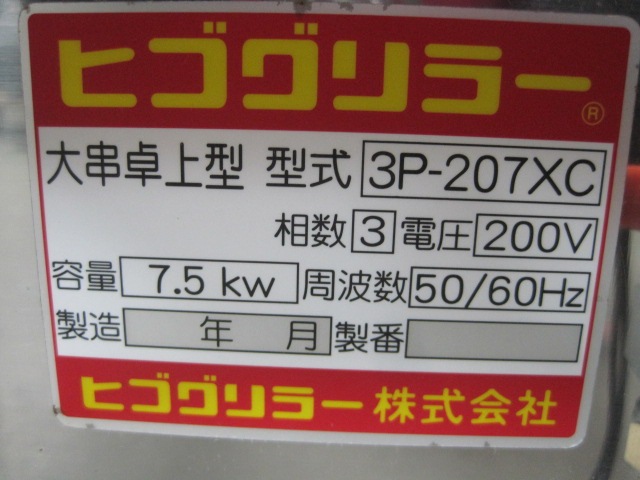 ヒゴグリラー®
大串卓上型 型式 3P-207XC
相数 3 電圧 200V
容量 7.5kw 周波数 50/60Hz
製造 年 月 製番
ヒゴグリラー株式会社